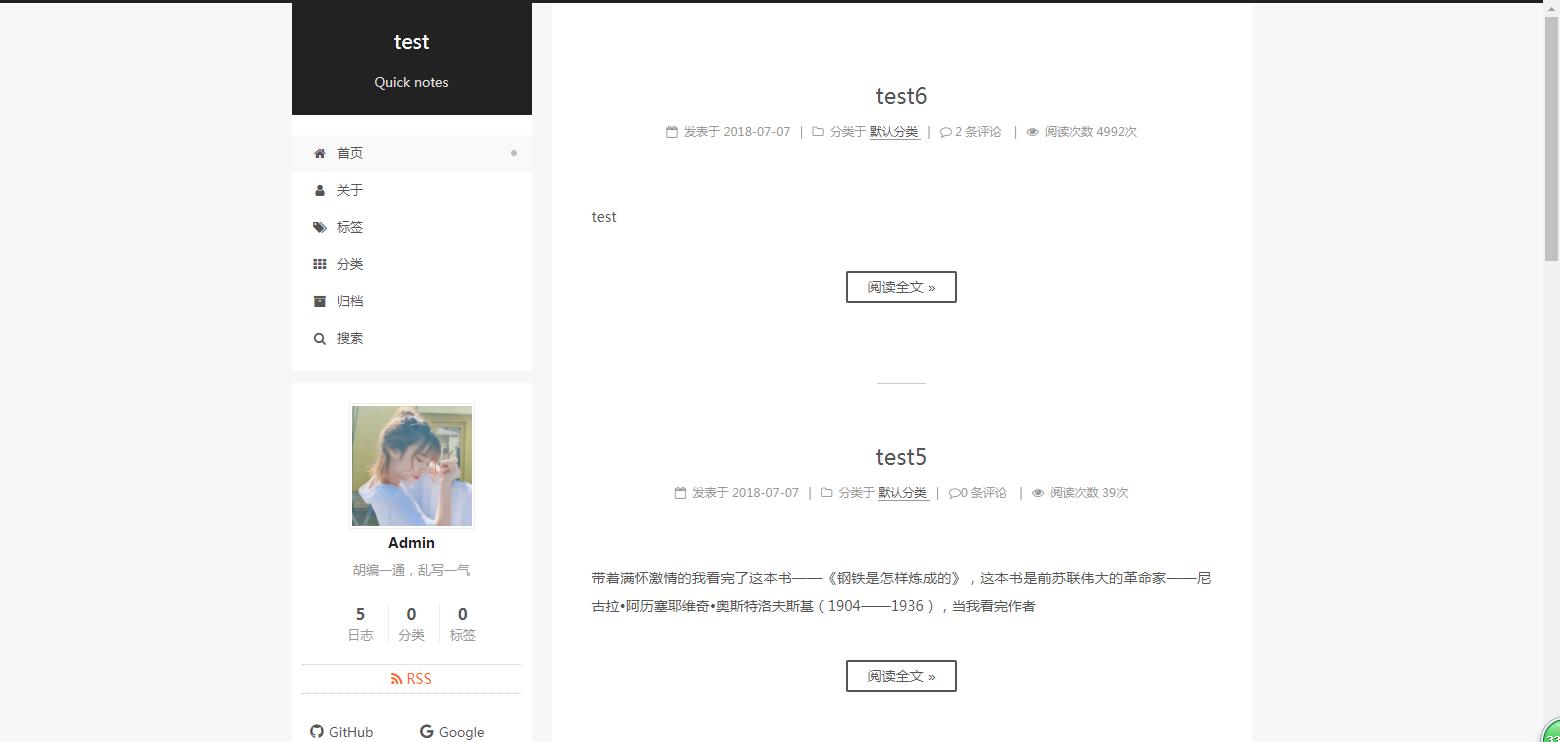 test
Quick notes
首页
关于
标签
分类
归档
搜索
Admin
胡编一通，乱写一气
5 0 0
日志 分类 标签
RSS
GitHub Google
test6
发表于 2018-07-07 | 分类于 默认分类 | 2 条评论 | 阅读次数 4992次
test
阅读全文 »
test5
发表于 2018-07-07 | 分类于 默认分类 | 0 条评论 | 阅读次数 39次
带着满怀激情的我看完了这本书——《钢铁是怎样炼成的》，这本书是前苏联伟大的革命家——尼
古拉•阿历塞耶维奇•奥斯特洛夫斯基（1904——1936），当我看完作者
阅读全文 »